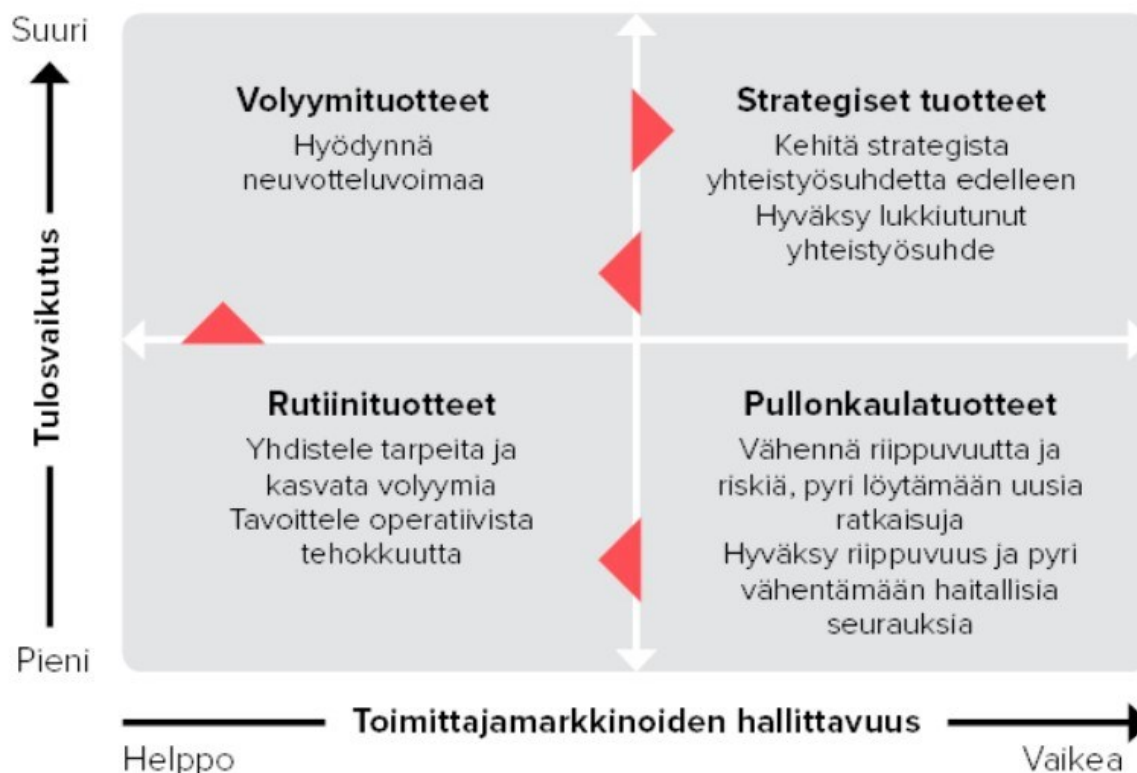 Suuri
Volyymituotteet
Hyödynnä
neuvotteluvoimaa
Strategiset tuotteet
Kehitä strategista
yhteistyösuhdetta edelleen
Hyväksy lukkiutunut
yhteistyösuhde
Tulosvaikutus
Rutiinituotteet
Yhdistele tarpeita ja
kasvata volyymia
Tavoittele operatiivista
tehokkuutta
Pullonkaulatuotteet
Vähennä riippuvuutta ja
riskiä, pyri löytämään uusia
ratkaisuja
Hyväksy riippuvuus ja pyri
vähentämään haitallisia
seurauksia
Pieni
Toimittajamarkkinoiden hallittavuus
Helppo
Vaikea